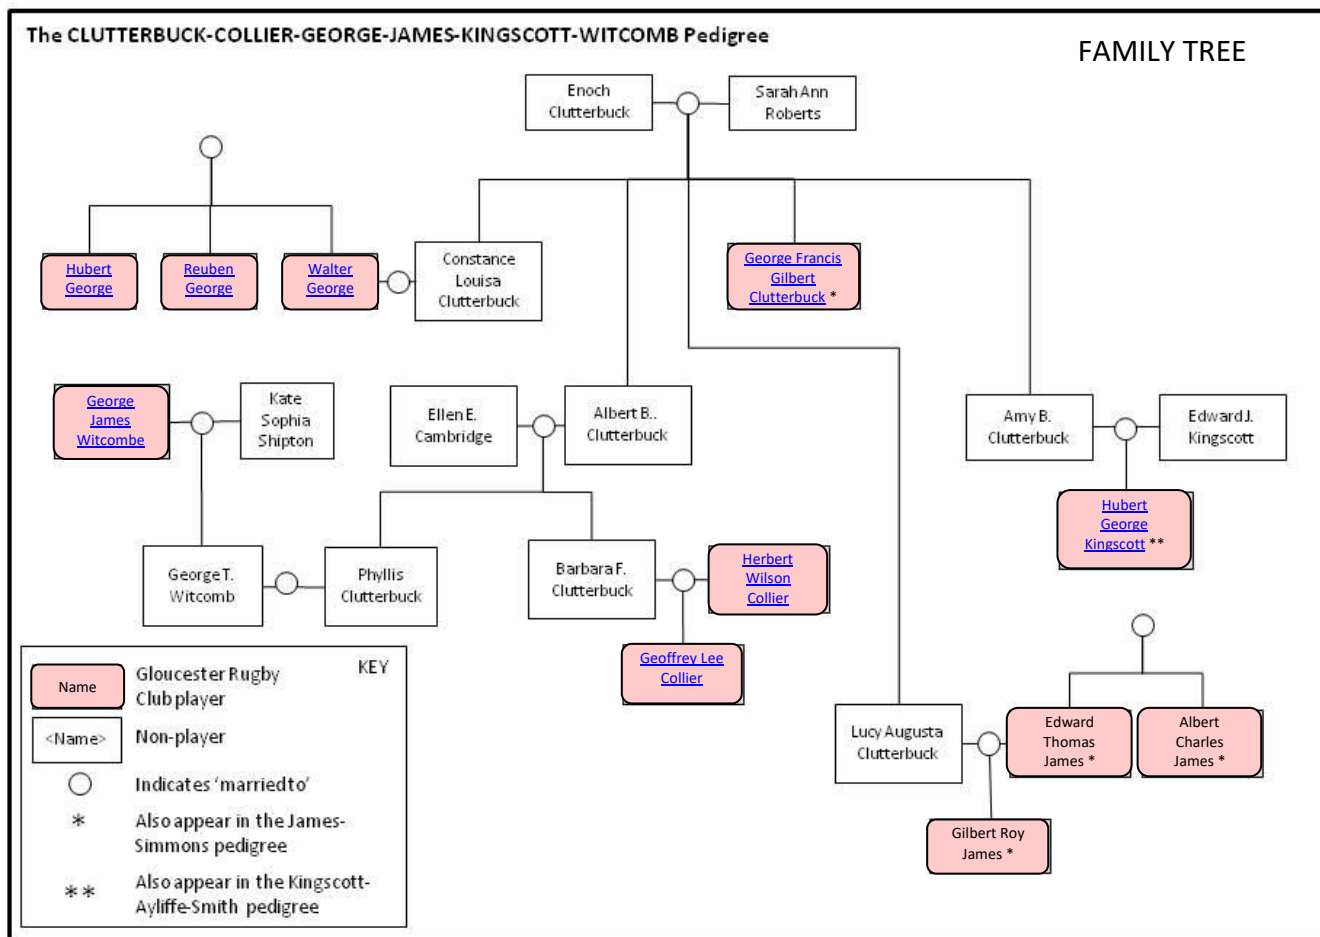 The CLUTTERBUCK-COLLIER-GEORGE-JAMES-KINGSCOTT-WITCOMB Pedigree
FAMILY TREE
Enoch
Clutterbuck
Sarah Ann
Roberts
Hubert
George
Reuben
George
Walter
George
Constance
Louisa
Clutterbuck
George Francis
Gilbert
Clutterbuck *
George
James
Witcombe
Kate
Sophia
Shipton
Ellen E.
Cambridge
Albert B..
Clutterbuck
Amy B.
Clutterbuck
Edward J.
Kingscott
Hubert
George
Kingscott **
George T.
Witcomb
Phyllis
Clutterbuck
Barbara F.
Clutterbuck
Herbert
Wilson
Collier
Geoffrey Lee
Collier
Lucy Augusta
Clutterbuck
Edward
Thomas
James *
Albert
Charles
James *
Gilbert Roy
James *
KEY
Name
Gloucester Rugby
Club player
<Name>
Non-player
Indicates ‘married to’
*
Also appear in the James-
Simmons pedigree
**
Also appear in the Kingscott-
Ayliffe-Smith pedigree